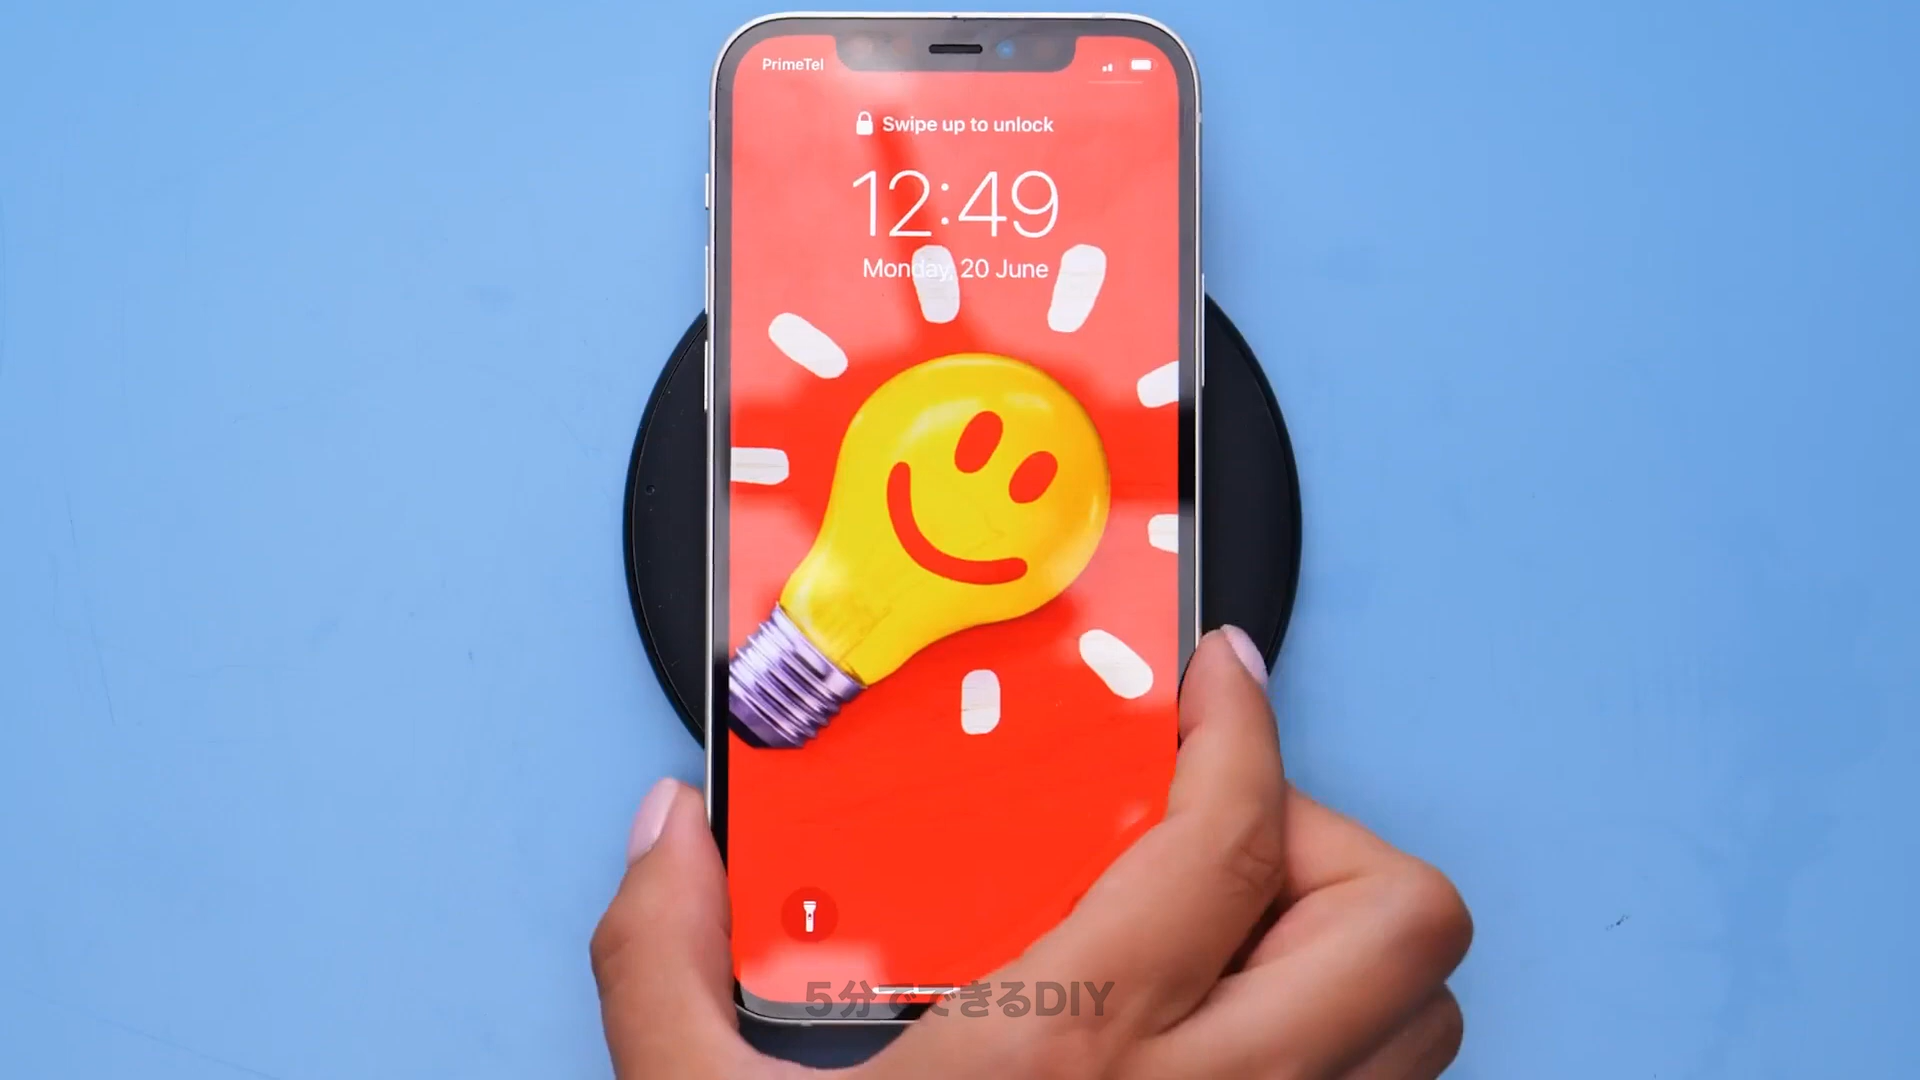 PrimeTel
Swipe up to unlock
12:49
Monday, 20 June
5分でできるDIY